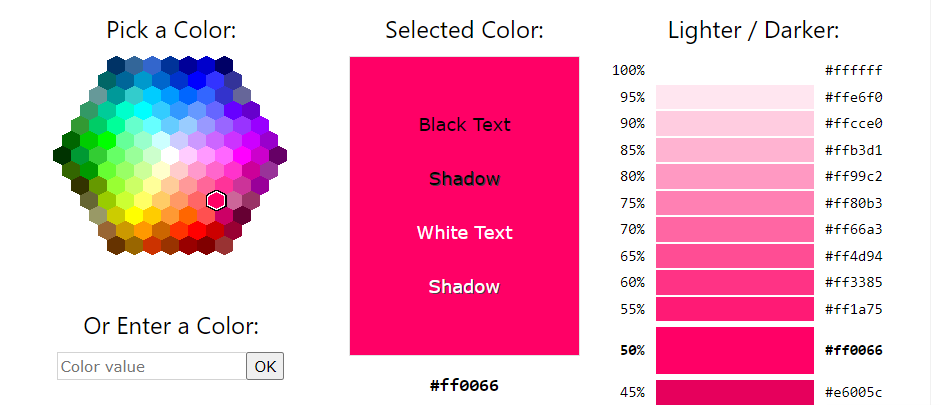 Pick a Color:
Selected Color:
Lighter / Darker:
Black Text
Shadow
White Text
Shadow
#ff0066
Or Enter a Color:
Color value
OK
100% #ffffff
95% #ffe6f0
90% #ffcce0
85% #ffb3d1
80% #ff99c2
75% #ff80b3
70% #ff66a3
65% #ff4d94
60% #ff3385
55% #ff1a75
50% #ff0066
45% #e6005c